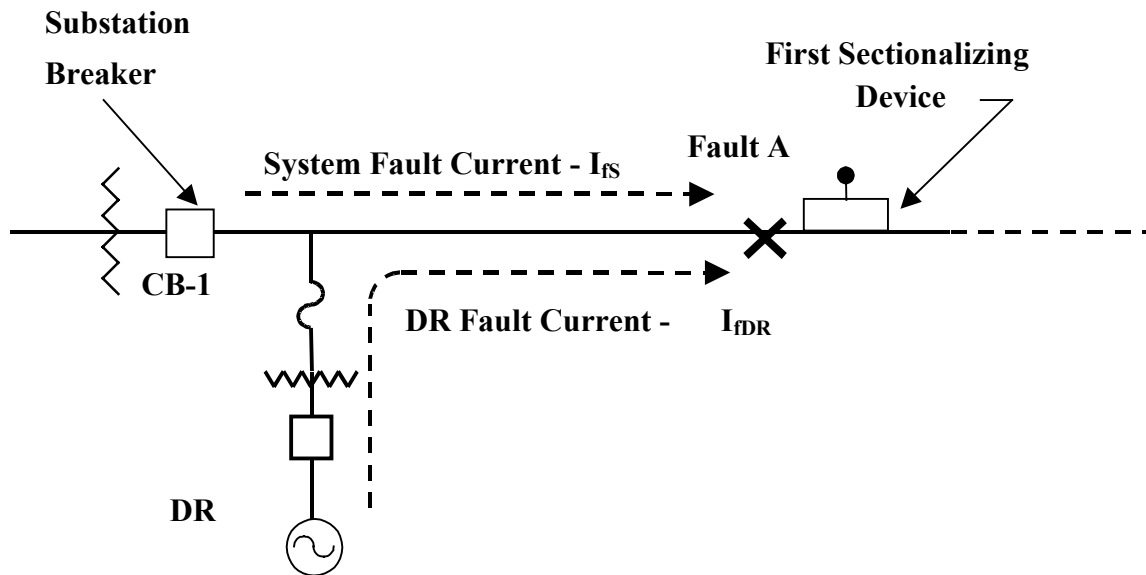 Substation
Breaker
First Sectionalizing
Device
Fault A
System Fault Current - IfS
CB-1
DR Fault Current - IfDR
DR